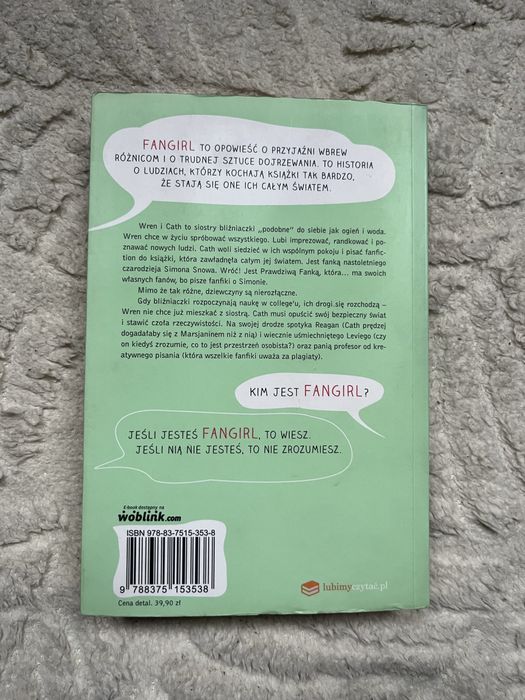 FANGIRL TO OPOWIEŚĆ O PRZYJAŹNI WBREW
RÓŻNICOM I O TRUDNEJ SZTUCE DOJRZEWANIA. TO HISTORIA
O LUDZIACH, KTÓRZY KOCHAJĄ KSIĄŻKI TAK BARDZO,
ŻE STAJĄ SIĘ ONE ICH CAŁYM ŚWIATEM.
Wren i Cath to siostry bliźniaczki „podobne" do siebie jak ogień i woda.
Wren chce w życiu spróbować wszystkiego. Lubi imprezować, randkować i po-
znawać nowych ludzi. Cath woli siedzieć w ich wspólnym pokoju i pisać fanfic-
tion do książki, która zawładnęła całym jej światem. Jest fanką nastoletniego
czarodzieja Simona Snowa. Wróć! Jest Prawdziwą Fanką, która... ma swoich
własnych fanów, bo pisze fanfiki o Simonie.
Mimo że tak różne, dziewczyny są nierozłączne.
Gdy bliźniaczki rozpoczynają naukę w college'u, ich drogi się rozchodzą –
Wren nie chce już mieszkać z siostrą. Cath musi opuścić swój bezpieczny świat
i stawić czoła rzeczywistości. Na swojej drodze spotyka Reagan (Cath prędzej
dogadałaby się z Marsjaninem niż z nią) i wiecznie uśmiechniętego Leviego (czy
on kiedyś zrozumie, co to jest przestrzeń osobista?) oraz panią profesor od kre-
atywnego pisania (która wszelkie fanfiki uważa za plagiaty).
KIM JEST FANGIRL?
JEŚLI JESTEŚ FANGIRL, TO WIESZ.
JEŚLI NIĄ NIE JESTEŚ, TO NIE ZROZUMIESZ.
E-book dostępny na
woblink.com
ISBN 978-83-7515-353-8
9 788375 153538
Cena detal. 39,90 zł
lubimyczytać.pl